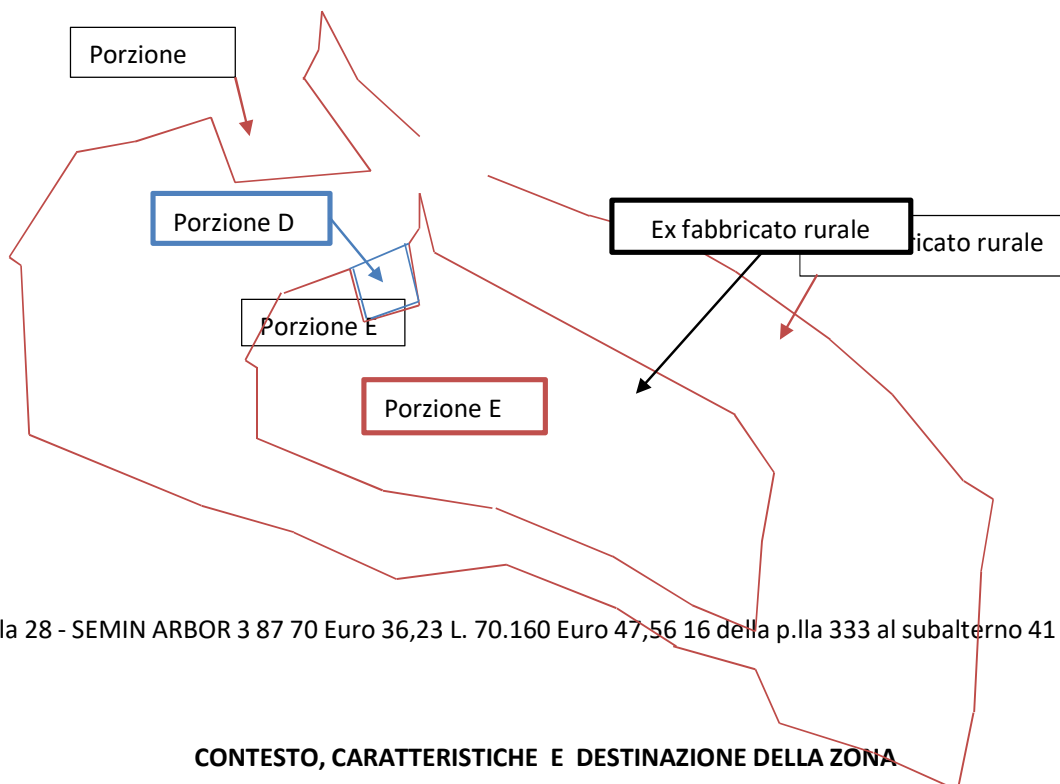 Porzione
Porzione D
Ex fabbricato rurale
ricato rurale
Porzione E
Porzione E
la 28 - SEMIN ARBOR 3 87 70 Euro 36,23 L. 70.160 Euro 47,56 16 della p.lla 333 al subalterno 41
CONTESTO, CARATTERISTICHE E DESTINAZIONE DELLA ZONA